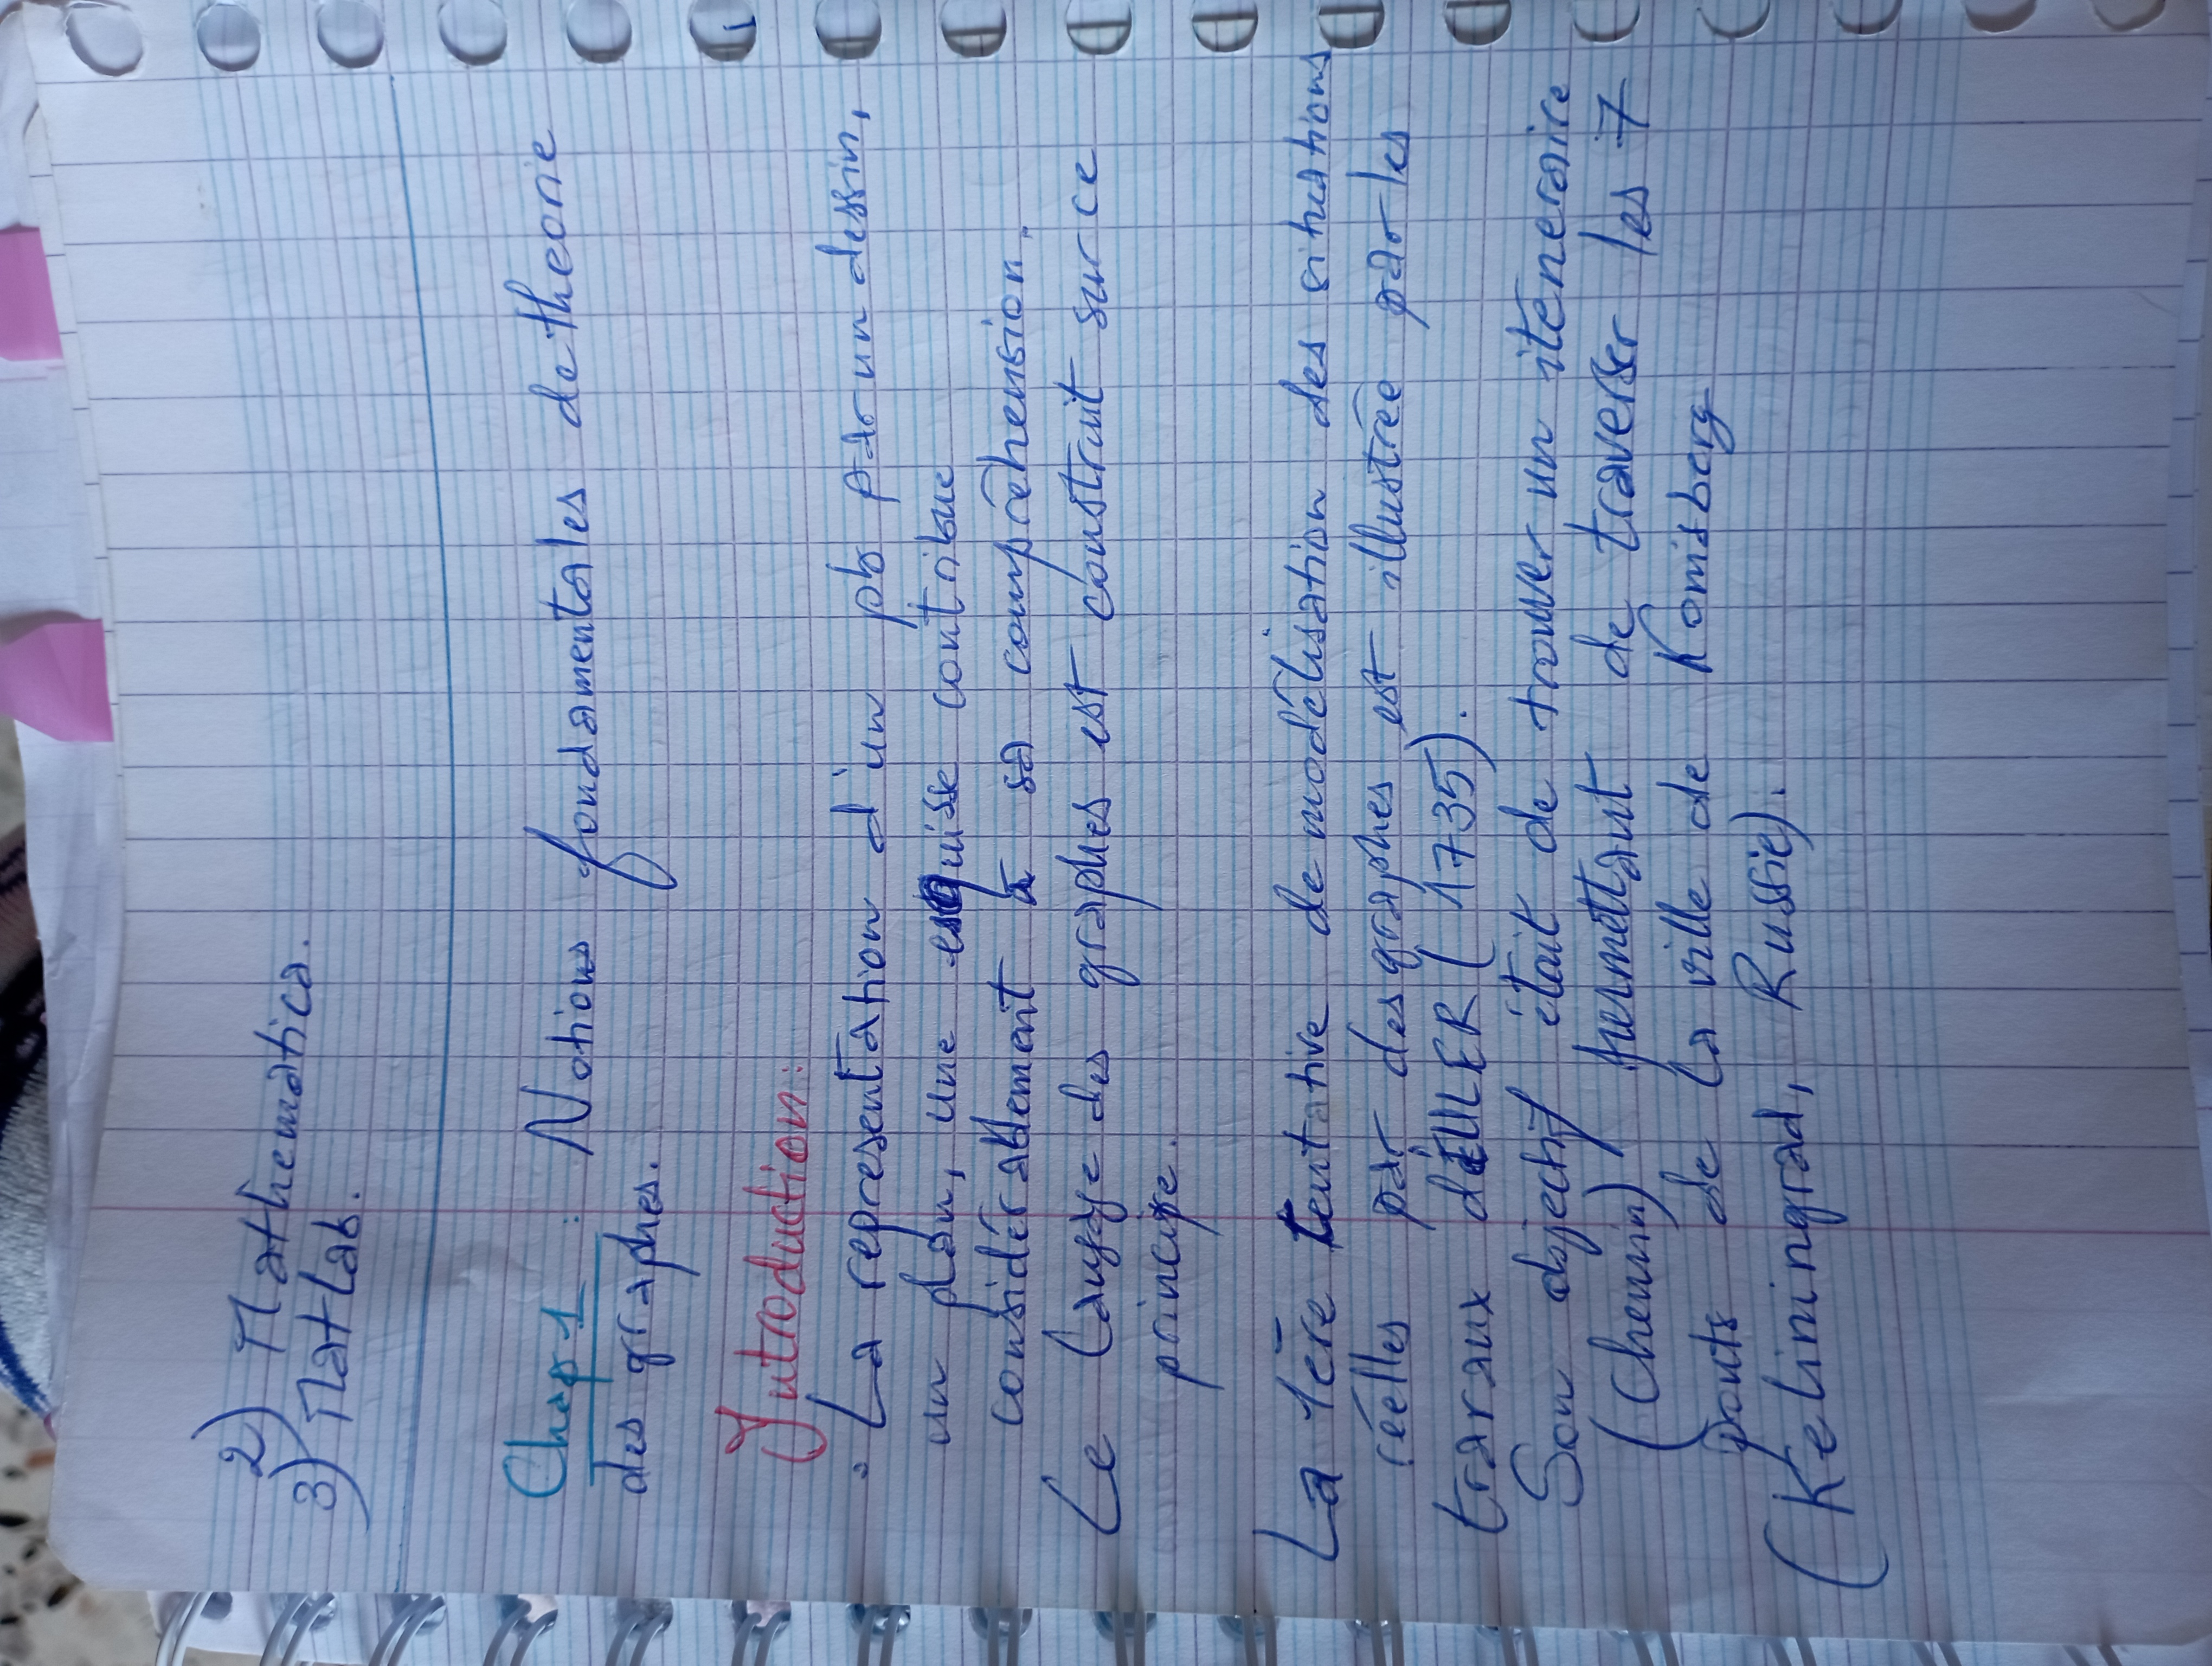 2) Mathematica.
3) Matlab.
Chap 1 : Notions fondamentales de theorie
des graphes.
Introduction :
. La representation d'un pb par un dessin,
un plan, une esquisse contribue
considérablement à sa compréhension.
Le langage des graphes est construit sur ce
principe.
La 1ère tentative de modélisation des situations
réelles par des graphes est illustrée par les
travaux d'EULER (1735).
Son objectif était de trouver un iteneraire
(Chemin) permettant de traverser les 7
ponts de la ville de Konisberg
(Keliningrad, Russie).